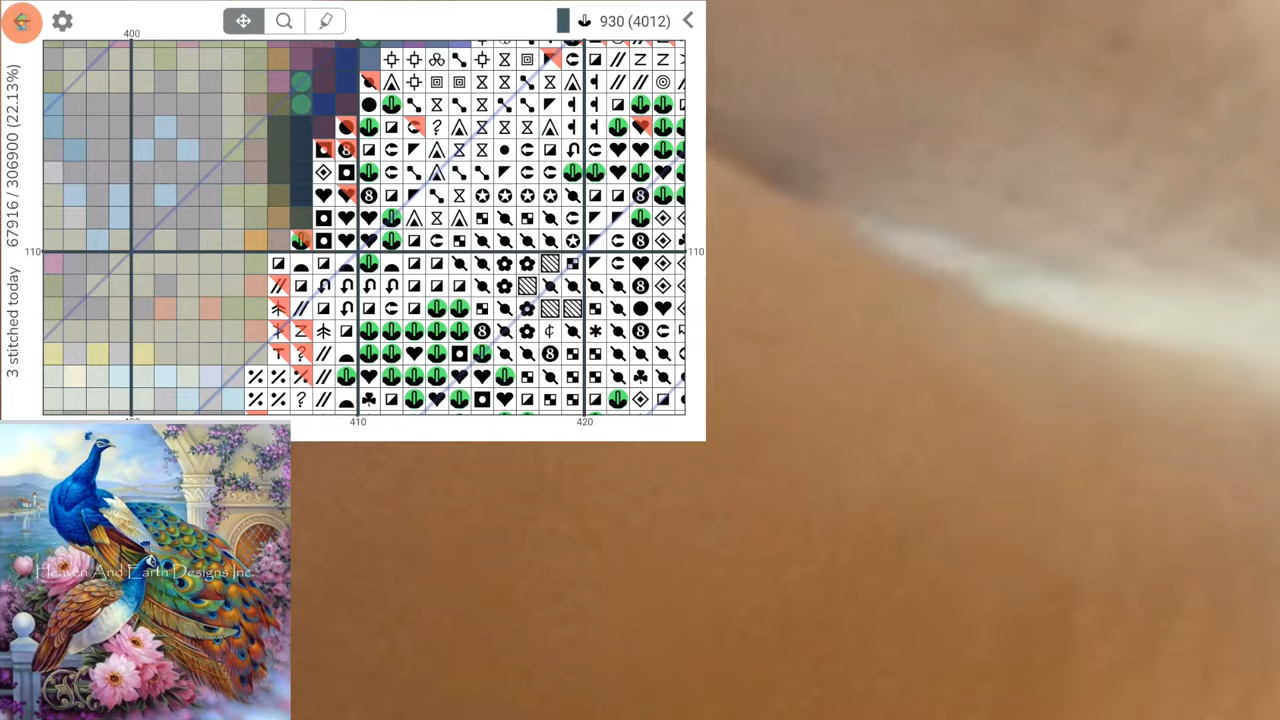 930 (4012)
400
67916 / 306900 (22.13%)
3 stitched today
110
110
410
420
Heaven And Earth Designs Inc.